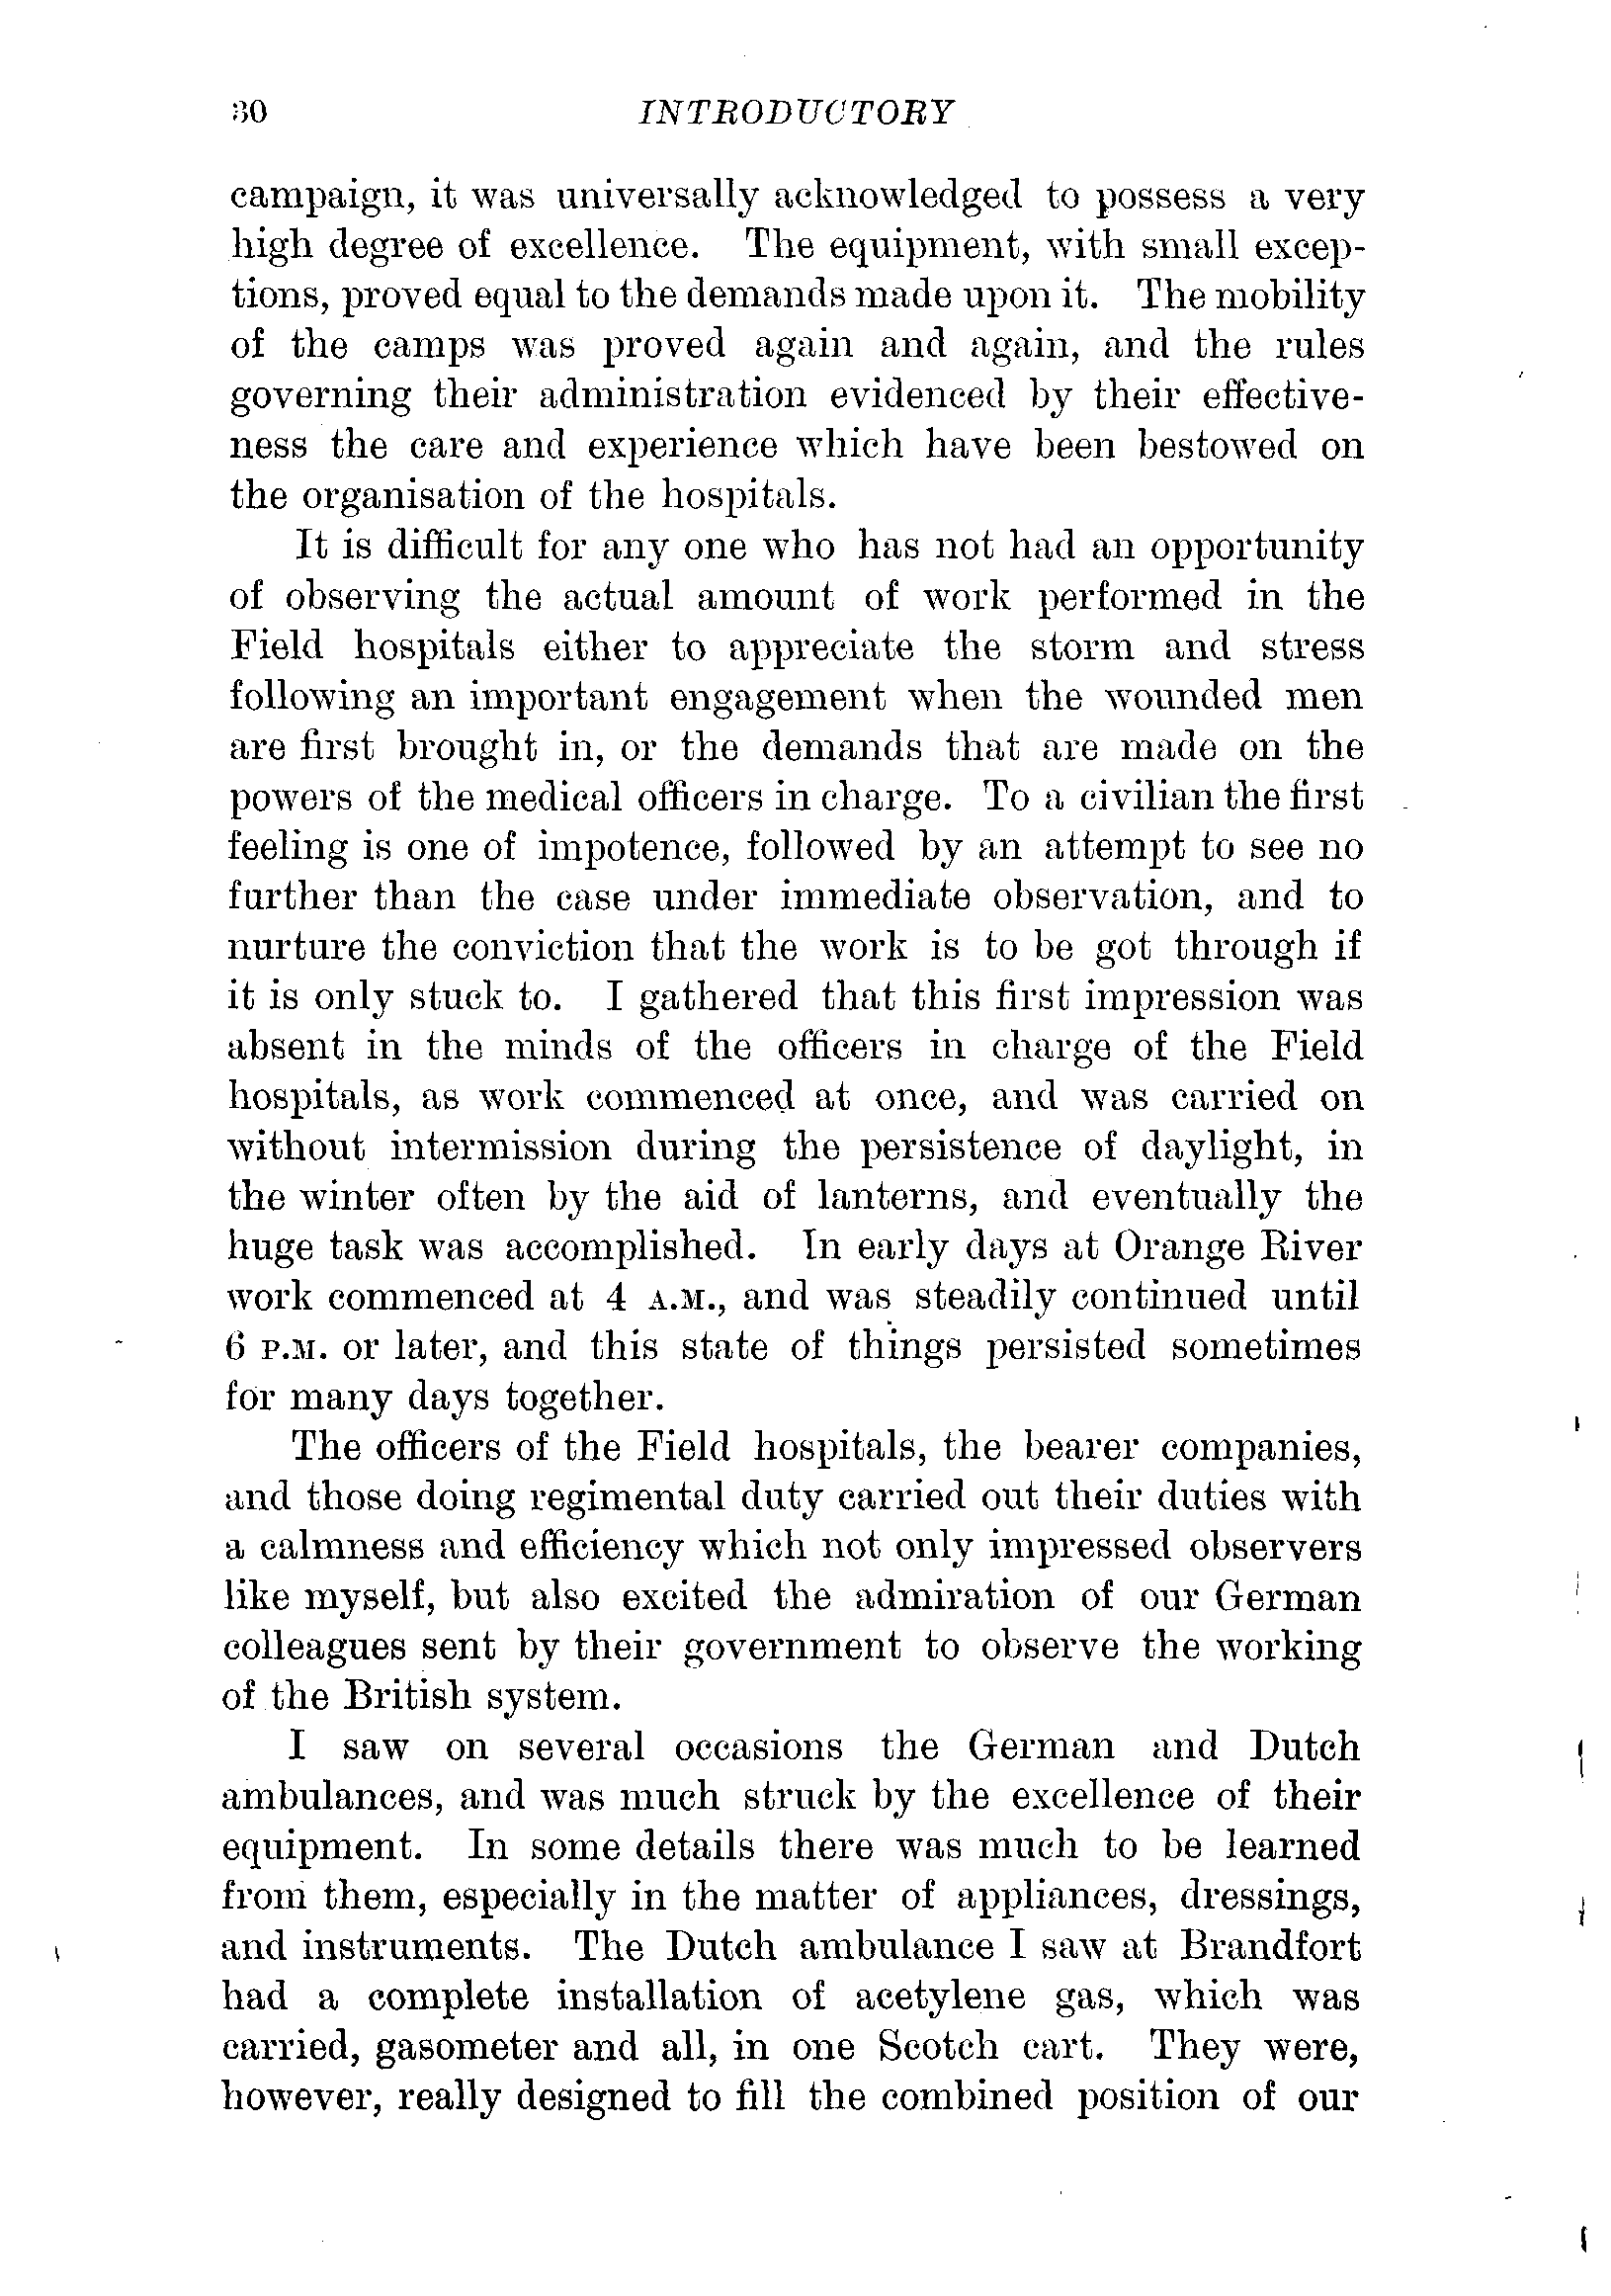 30 INTRODUCTORY
campaign, it was universally acknowledged to possess a very
high degree of excellence. The equipment, with small excep-
tions, proved equal to the demands made upon it. The mobility
of the camps was proved again and again, and the rules
governing their administration evidenced by their effective-
ness the care and experience which have been bestowed on
the organisation of the hospitals.
It is difficult for any one who has not had an opportunity
of observing the actual amount of work performed in the
Field hospitals either to appreciate the storm and stress
following an important engagement when the wounded men
are first brought in, or the demands that are made on the
powers of the medical officers in charge. To a civilian the first
feeling is one of impotence, followed by an attempt to see no
further than the case under immediate observation, and to
nurture the conviction that the work is to be got through if
it is only stuck to. I gathered that this first impression was
absent in the minds of the officers in charge of the Field
hospitals, as work commenced at once, and was carried on
without intermission during the persistence of daylight, in
the winter often by the aid of lanterns, and eventually the
huge task was accomplished. In early days at Orange River
work commenced at 4 A.M., and was steadily continued until
6 P.M. or later, and this state of things persisted sometimes
for many days together.
The officers of the Field hospitals, the bearer companies,
and those doing regimental duty carried out their duties with
a calmness and efficiency which not only impressed observers
like myself, but also excited the admiration of our German
colleagues sent by their government to observe the working
of the British system.
I saw on several occasions the German and Dutch
ambulances, and was much struck by the excellence of their
equipment. In some details there was much to be learned
from them, especially in the matter of appliances, dressings,
and instruments. The Dutch ambulance I saw at Brandfort
had a complete installation of acetylene gas, which was
carried, gasometer and all, in one Scotch cart. They were,
however, really designed to fill the combined position of our